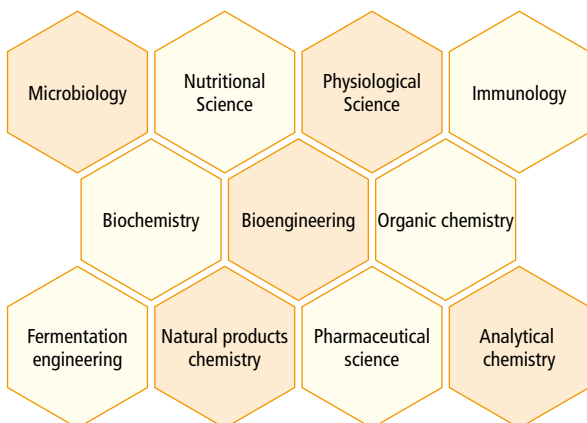 Microbiology
Nutritional
Science
Physiological
Science
Immunology
Biochemistry
Bioengineering
Organic chemistry
Fermentation
engineering
Natural products
chemistry
Pharmaceutical
science
Analytical
chemistry